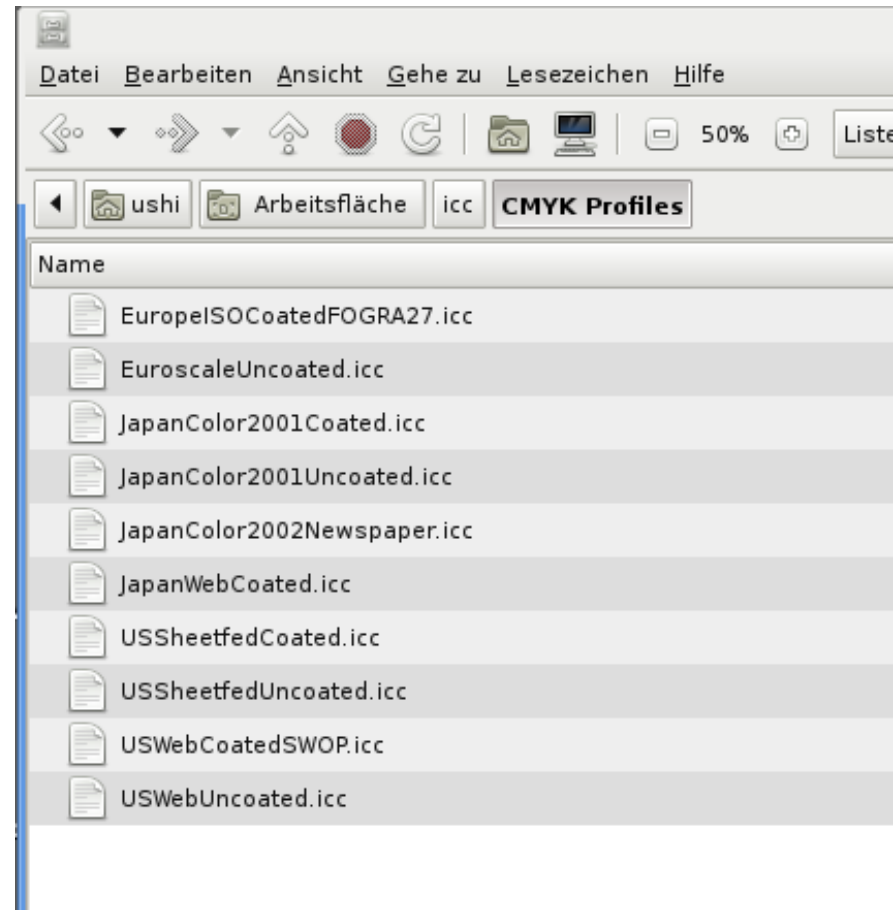 Datei Bearbeiten Ansicht Gehe zu Lesezeichen Hilfe
50% Liste
ushi Arbeitsfläche icc CMYK Profiles
Name
EuropeISOCoatedFOGRA27.icc
EuroscaleUncoated.icc
JapanColor2001Coated.icc
JapanColor2001Uncoated.icc
JapanColor2002Newspaper.icc
JapanWebCoated.icc
USSheetfedCoated.icc
USSheetfedUncoated.icc
USWebCoatedSWOP.icc
USWebUncoated.icc